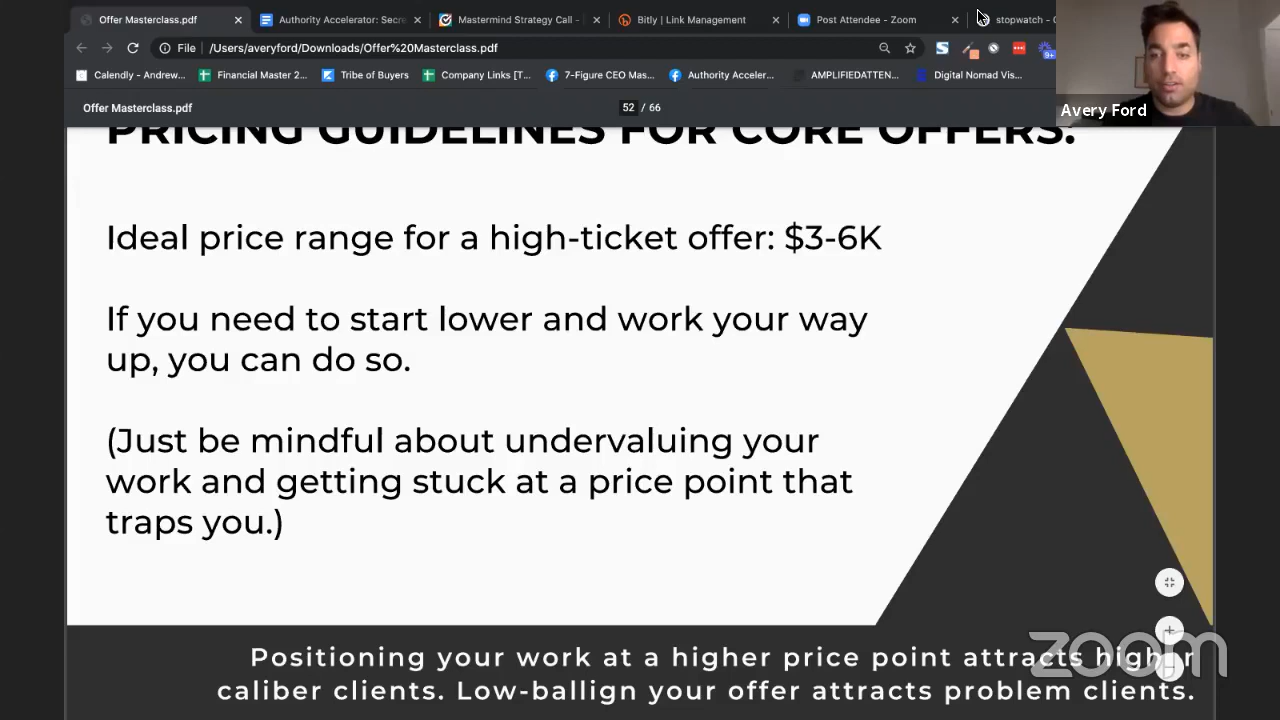 Offer Masterclass.pdf
Authority Accelerator: Secre
Mastermind Strategy Call -
Bitly | Link Management
Post Attendee - Zoom
stopwatch -
File
/Users/averyford/Downloads/Offer%20Masterclass.pdf
9+
Calendly - Andrew...
Financial Master 2...
Tribe of Buyers
Company Links [T...
7-Figure CEO Mas...
Authority Acceler...
AMPLIFIEDATTEN...
Digital Nomad Vis...
Offer Masterclass.pdf
52 / 66
Avery Ford
PRICING GUIDELINES FOR CORE OFFERS:
Ideal price range for a high-ticket offer: $3-6K
If you need to start lower and work your way
up, you can do so.
(Just be mindful about undervaluing your
work and getting stuck at a price point that
traps you.)
Positioning your work at a higher price point attracts higher
caliber clients. Low-ballign your offer attracts problem clients.
zoom